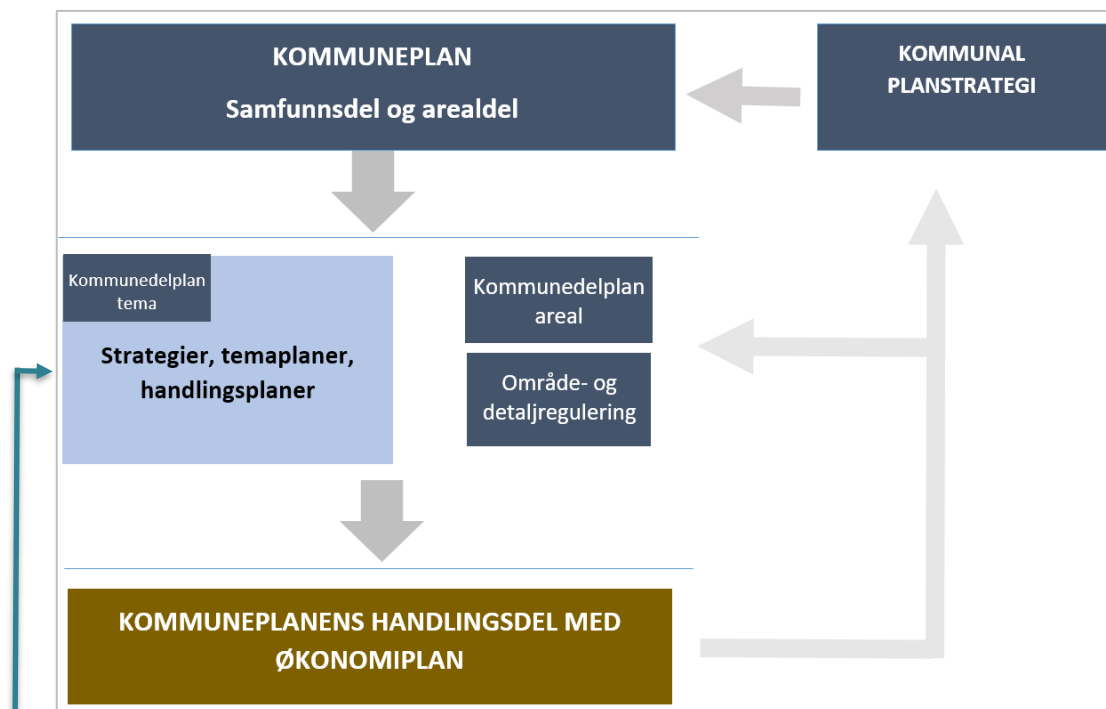 KOMMUNEPLAN
Samfunnsdel og arealdel
KOMMUNAL
PLANSTRATEGI
Kommunedelplan
tema
Strategier, temaplaner,
handlingsplaner
Kommunedelplan
areal
Område- og
detaljregulering
KOMMUNEPLANENS HANDLINGSDEL MED
ØKONOMIPLAN